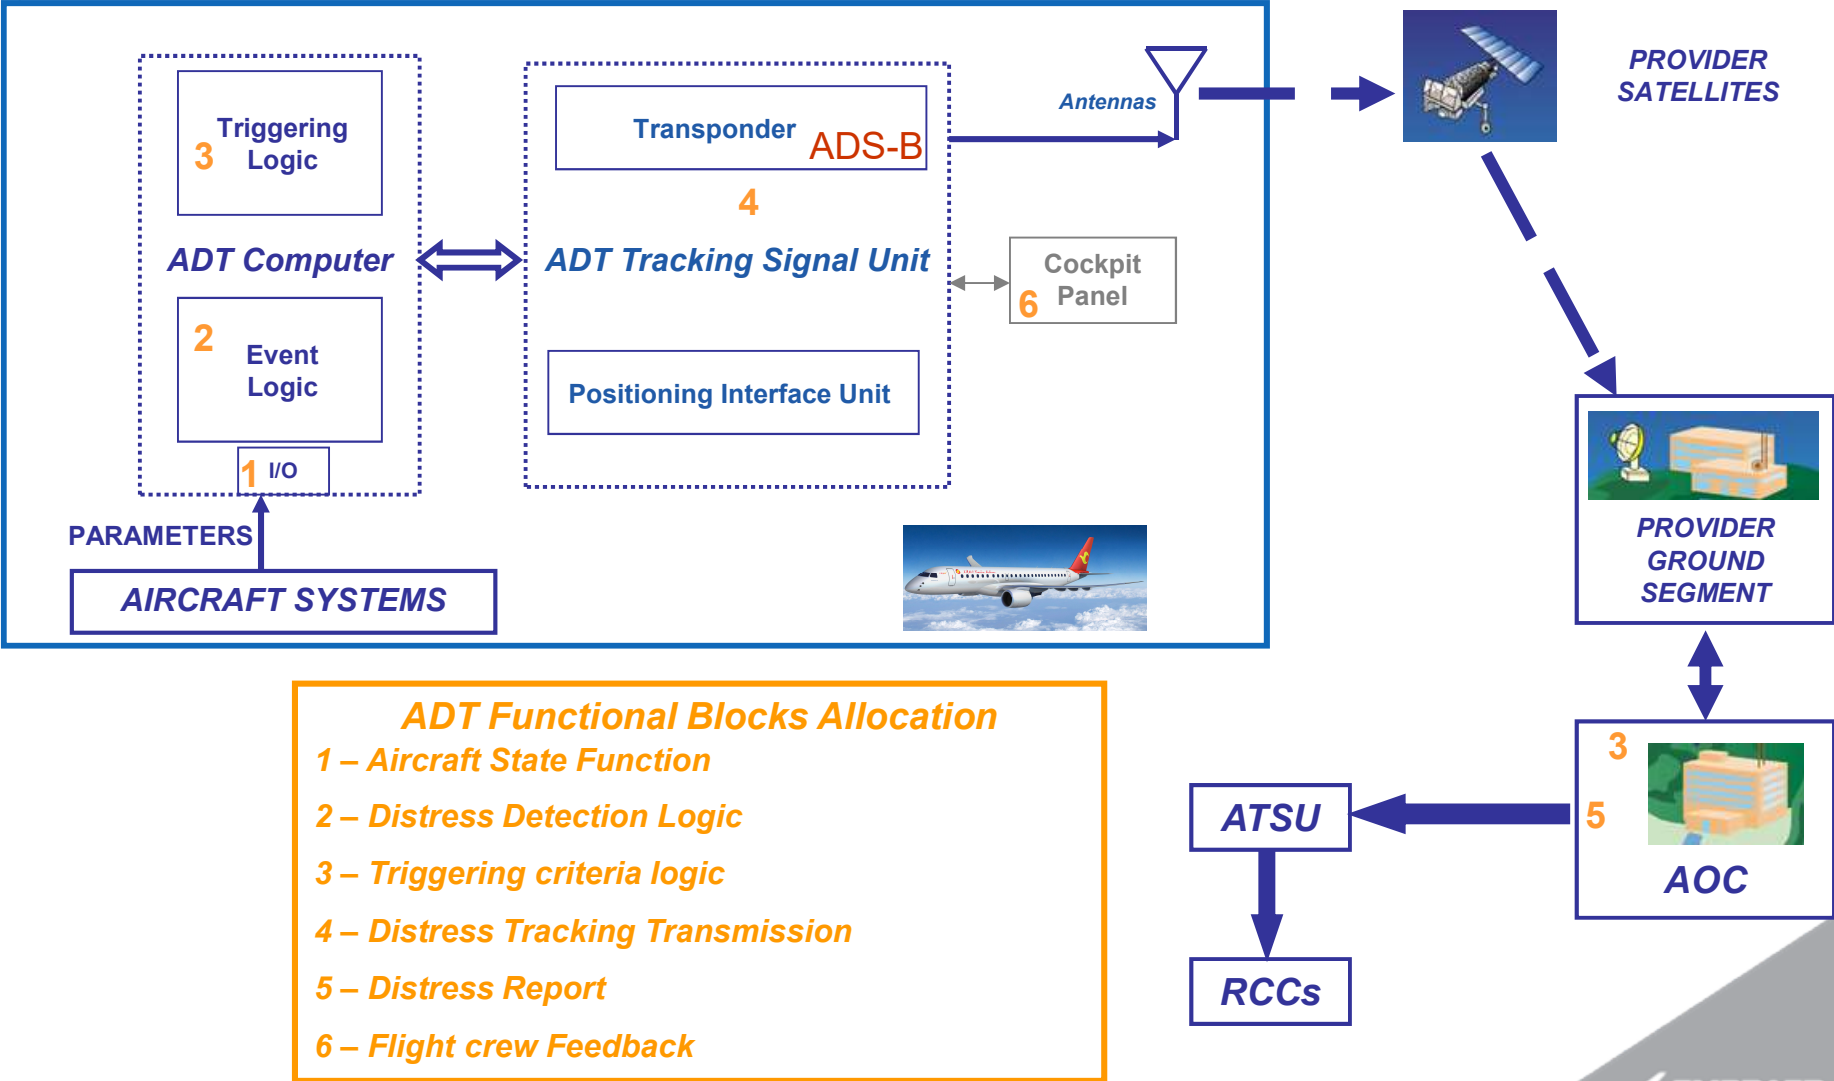 Triggering
3
Logic
ADT Computer
2
Event
Logic
1
I/O
PARAMETERS
AIRCRAFT SYSTEMS
Transponder
ADS-B
4
ADT Tracking Signal Unit
Positioning Interface Unit
Antennas
Cockpit
Panel
6
PROVIDER
SATELLITES
PROVIDER
GROUND
SEGMENT
3
5
AOC
ATSU
RCCs
ADT Functional Blocks Allocation
1 – Aircraft State Function
2 – Distress Detection Logic
3 – Triggering criteria logic
4 – Distress Tracking Transmission
5 – Distress Report
6 – Flight crew Feedback